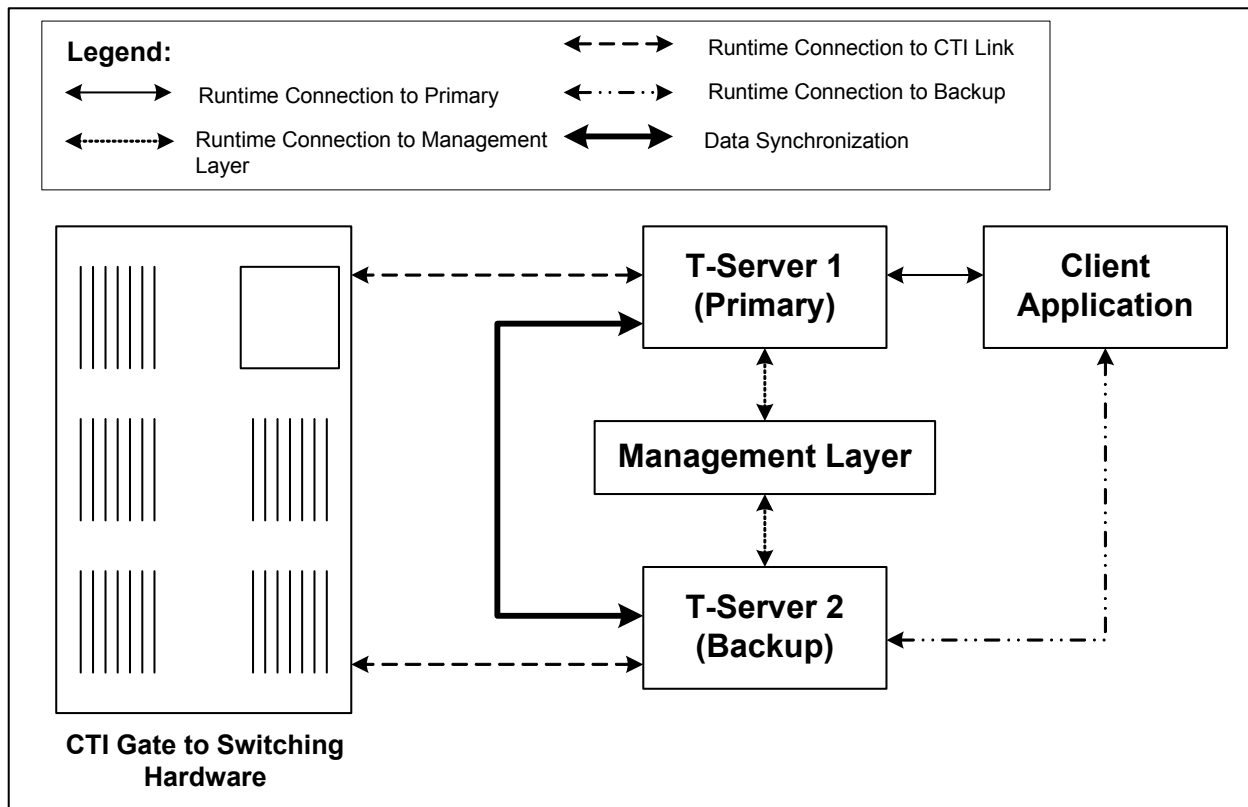 Legend:
Runtime Connection to Primary
Runtime Connection to Management
Layer
Runtime Connection to CTI Link
Runtime Connection to Backup
Data Synchronization
T-Server 1
(Primary)
Client
Application
Management Layer
T-Server 2
(Backup)
CTI Gate to Switching
Hardware